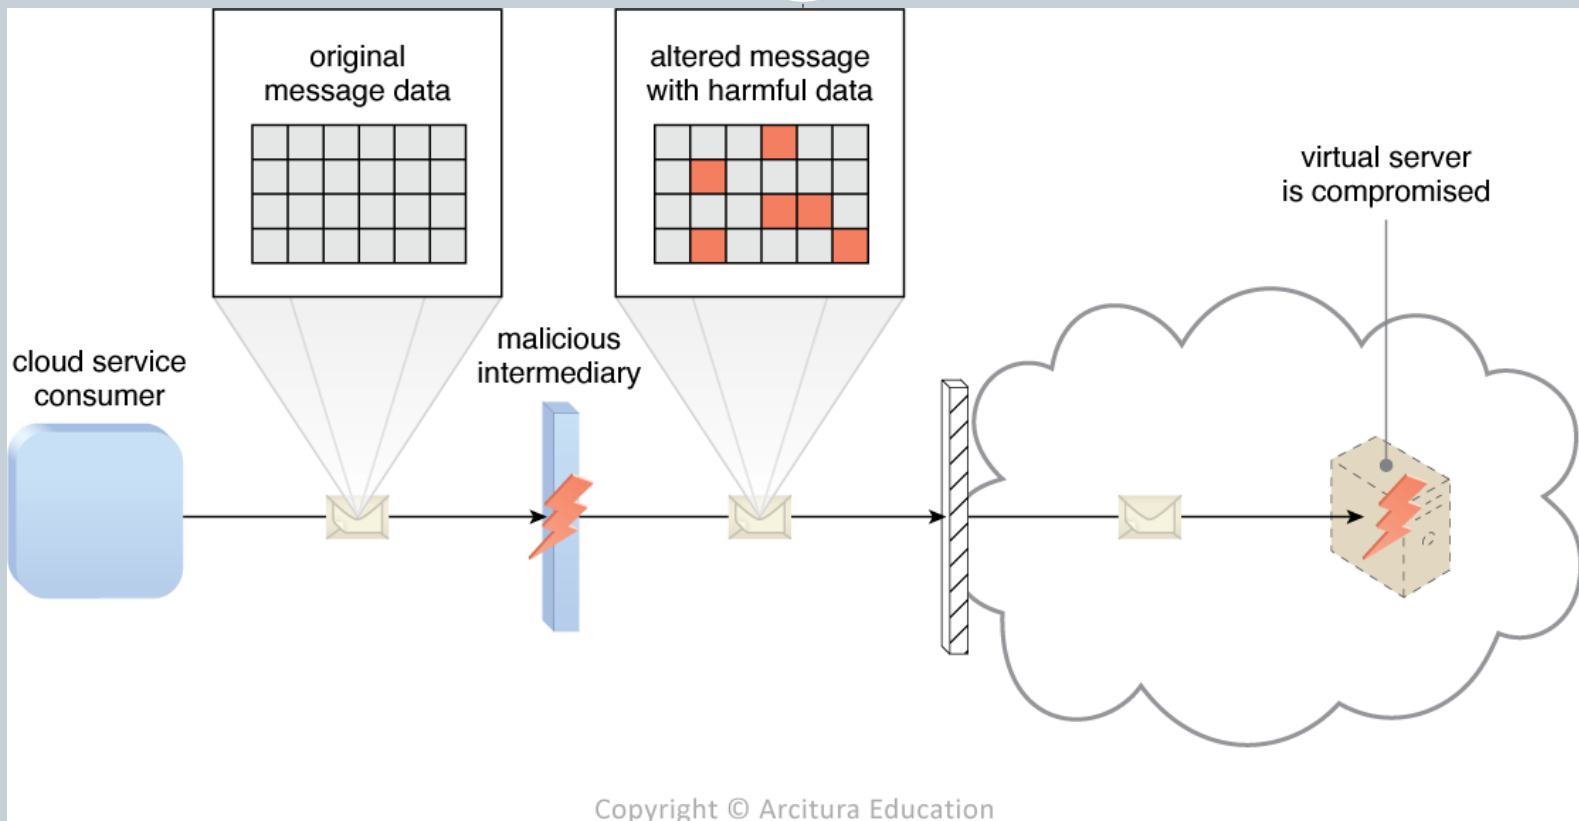 original
message data
altered message
with harmful data
virtual server
is compromised
malicious
intermediary
cloud service
consumer
Copyright © Arcitura Education